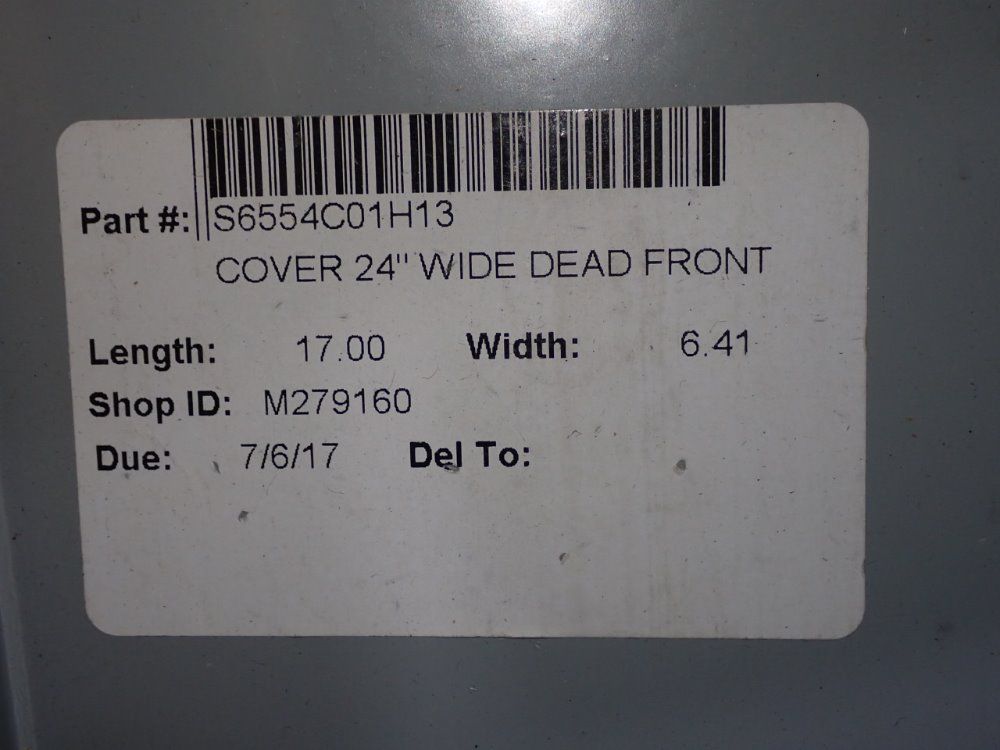 Part #: S6554C01H13
COVER 24" WIDE DEAD FRONT
Length: 17.00 Width: 6.41
Shop ID: M279160
Due: 7/6/17 Del To: